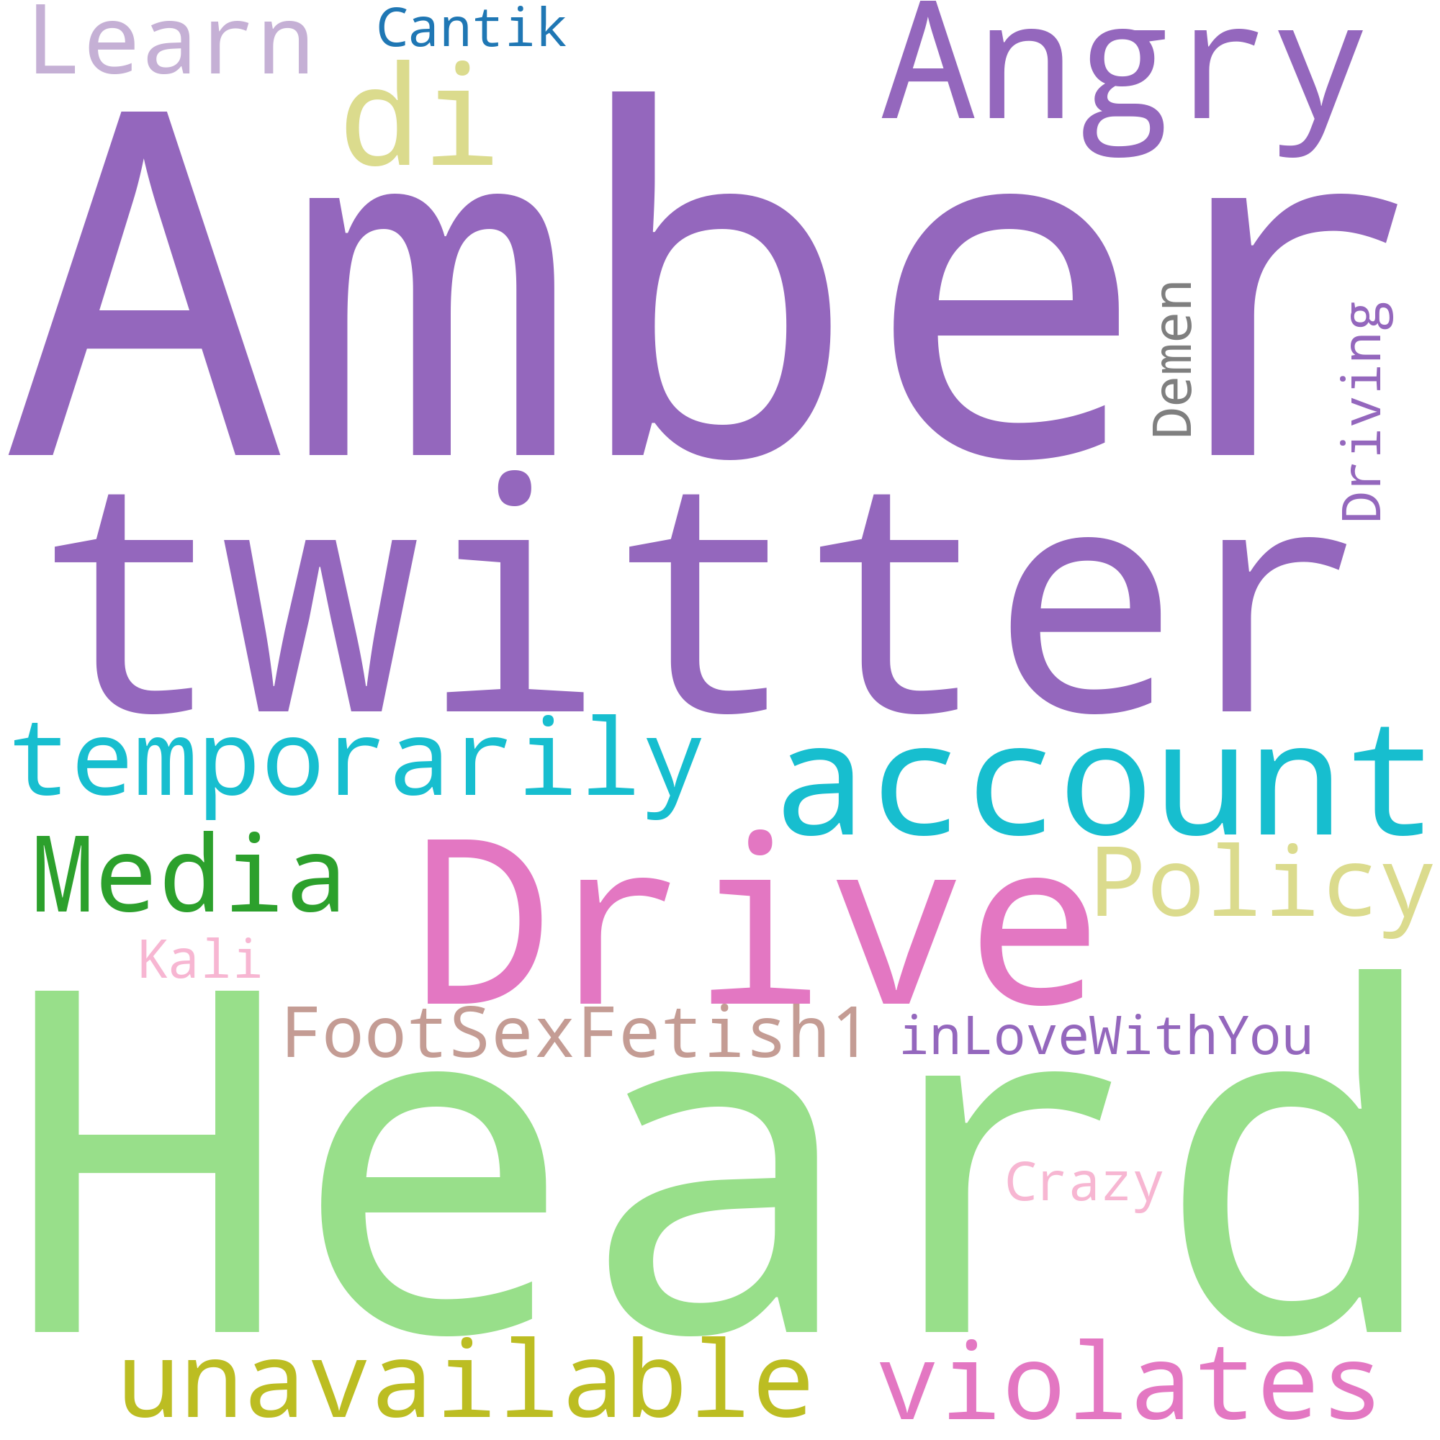 Learn
Cantik
Angry
di
Amber
Demen
Driving
twitter
temporarily
account
Media
Drive
Policy
Kali
FootSexFetish1
inLoveWithYou
Heard
Crazy
unavailable
violates